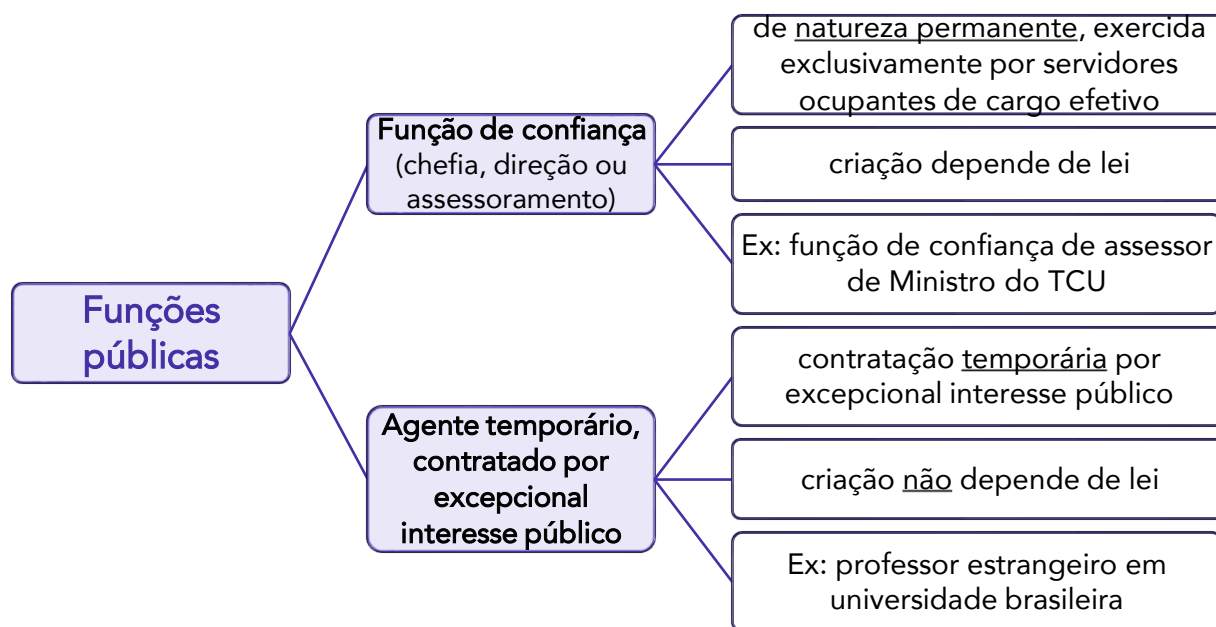 Funções
públicas
Função de confiança
(chefia, direção ou
assessoramento)
de natureza permanente, exercida
exclusivamente por servidores
ocupantes de cargo efetivo
criação depende de lei
Ex: função de confiança de assessor
de Ministro do TCU
Agente temporário,
contratado por
excepcional
interesse público
contratação temporária por
excepcional interesse público
criação não depende de lei
Ex: professor estrangeiro em
universidade brasileira